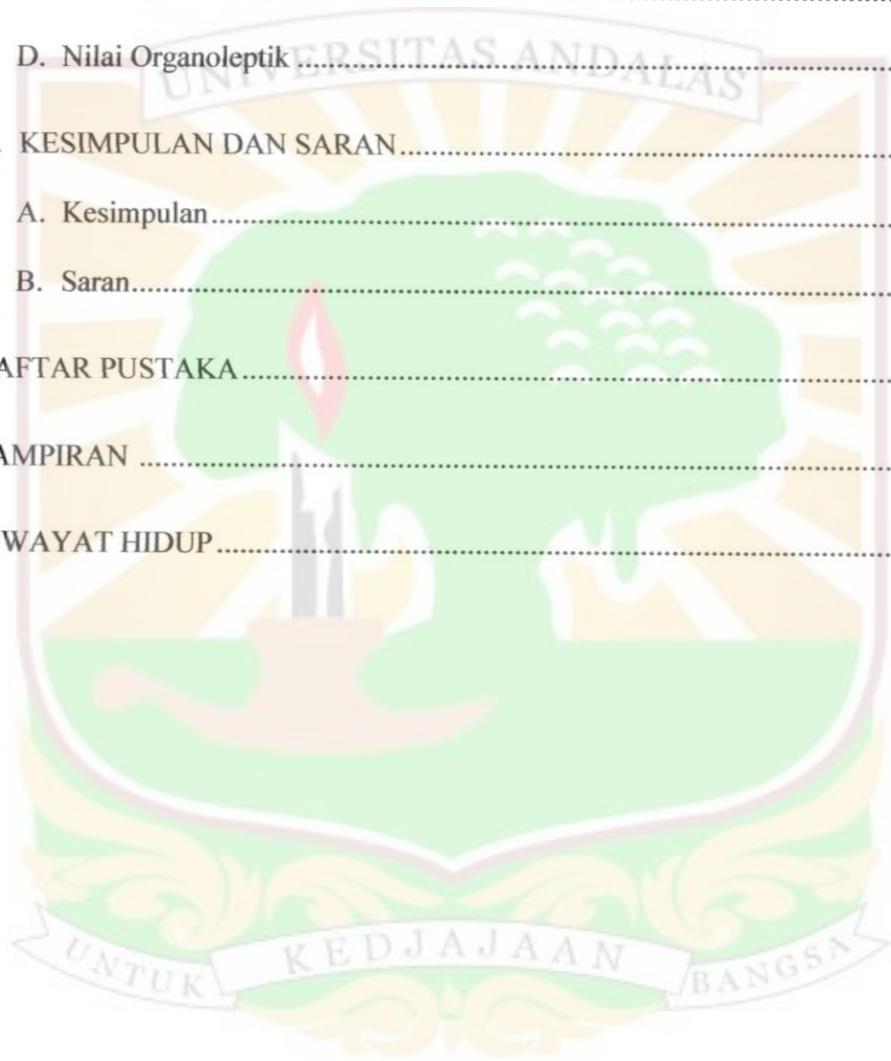 D. Nilai Organoleptik ..........................................................
UNIVERSITAS ANDALAS
KESIMPULAN DAN SARAN..........................................................
A. Kesimpulan..........................................................
B. Saran..........................................................
AFTAR PUSTAKA..........................................................
AMPIRAN ..........................................................
WAYAT HIDUP..........................................................
UNTUK KEDJAJAAN BANGSA